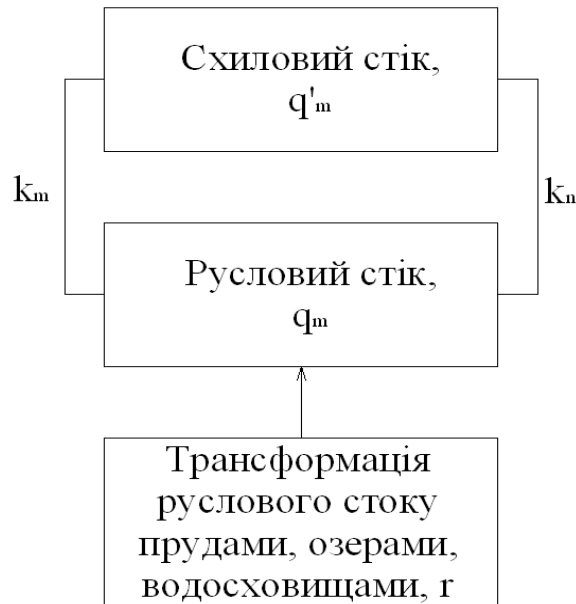 Схиловий стік,
q'm
km
kn
Русловий стік,
qm
Трансформація
руслового стоку
прудами, озерами,
водосховищами, r